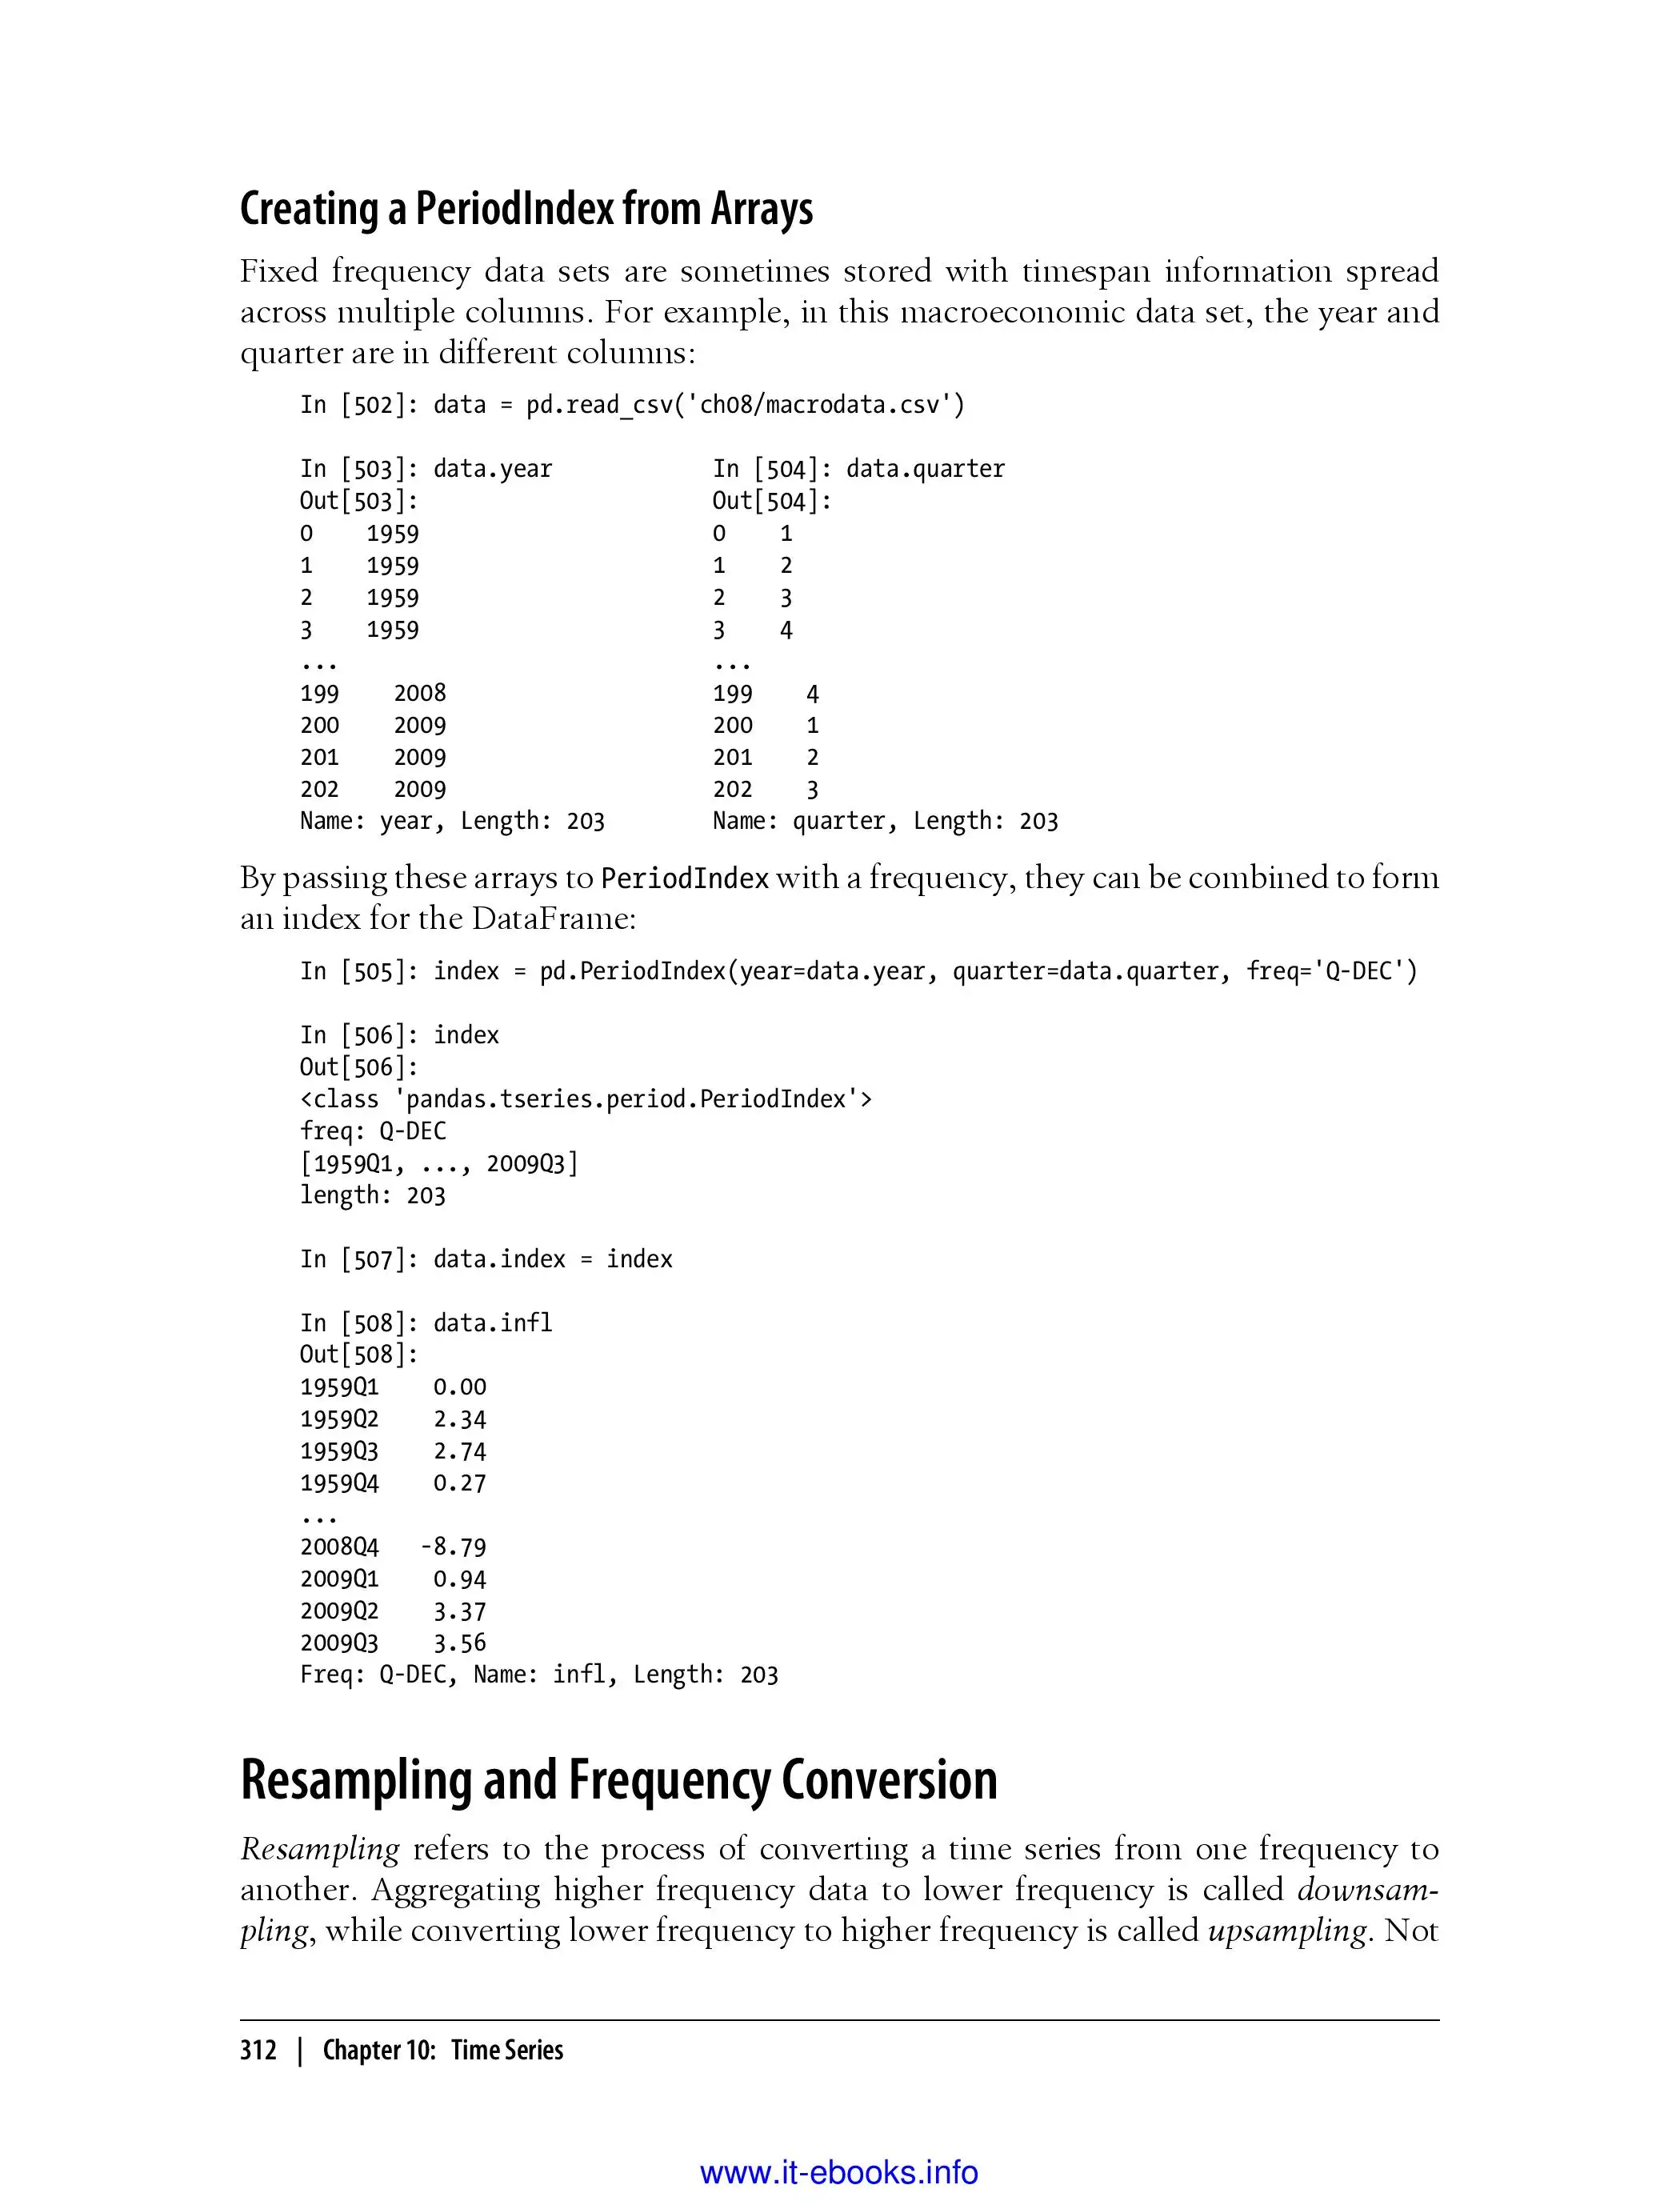 Creating a PeriodIndex from Arrays
Fixed frequency data sets are sometimes stored with timespan information spread
across multiple columns. For example, in this macroeconomic data set, the year and
quarter are in different columns:
In [502]: data = pd.read_csv('ch08/macrodata.csv')
In [503]: data.year In [504]: data.quarter
Out[503]: Out[504]:
0 1959 0 1
1 1959 1 2
2 1959 2 3
3 1959 3 4
... ...
199 2008 199 4
200 2009 200 1
201 2009 201 2
202 2009 202 3
Name: year, Length: 203 Name: quarter, Length: 203
By passing these arrays to PeriodIndex with a frequency, they can be combined to form
an index for the DataFrame:
In [505]: index = pd.PeriodIndex(year=data.year, quarter=data.quarter, freq='Q-DEC')
In [506]: index
Out[506]:
<class 'pandas.tseries.period.PeriodIndex'>
freq: Q-DEC
[1959Q1, ..., 2009Q3]
length: 203
In [507]: data.index = index
In [508]: data.infl
Out[508]:
1959Q1 0.00
1959Q2 2.34
1959Q3 2.74
1959Q4 0.27
...
2008Q4 -8.79
2009Q1 0.94
2009Q2 3.37
2009Q3 3.56
Freq: Q-DEC, Name: infl, Length: 203
Resampling and Frequency Conversion
Resampling refers to the process of converting a time series from one frequency to
another. Aggregating higher frequency data to lower frequency is called downsam-
pling, while converting lower frequency to higher frequency is called upsampling. Not
312 | Chapter 10: Time Series
www.it-ebooks.info